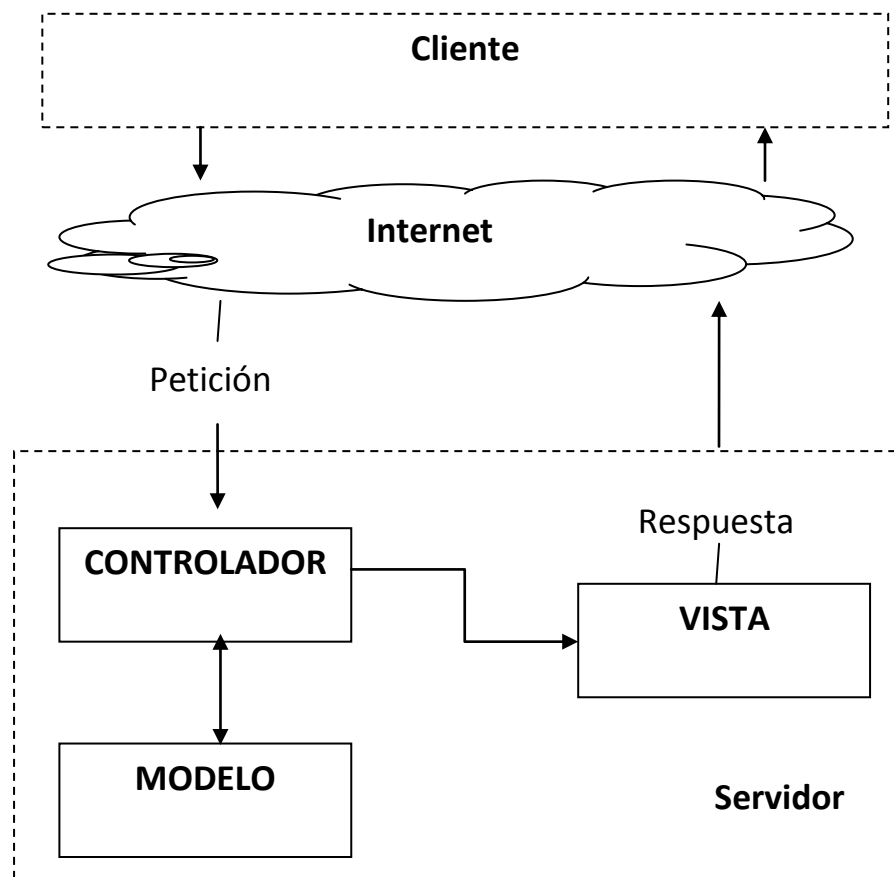 Cliente
Internet
Petición
Respuesta
CONTROLADOR
VISTA
MODELO
Servidor